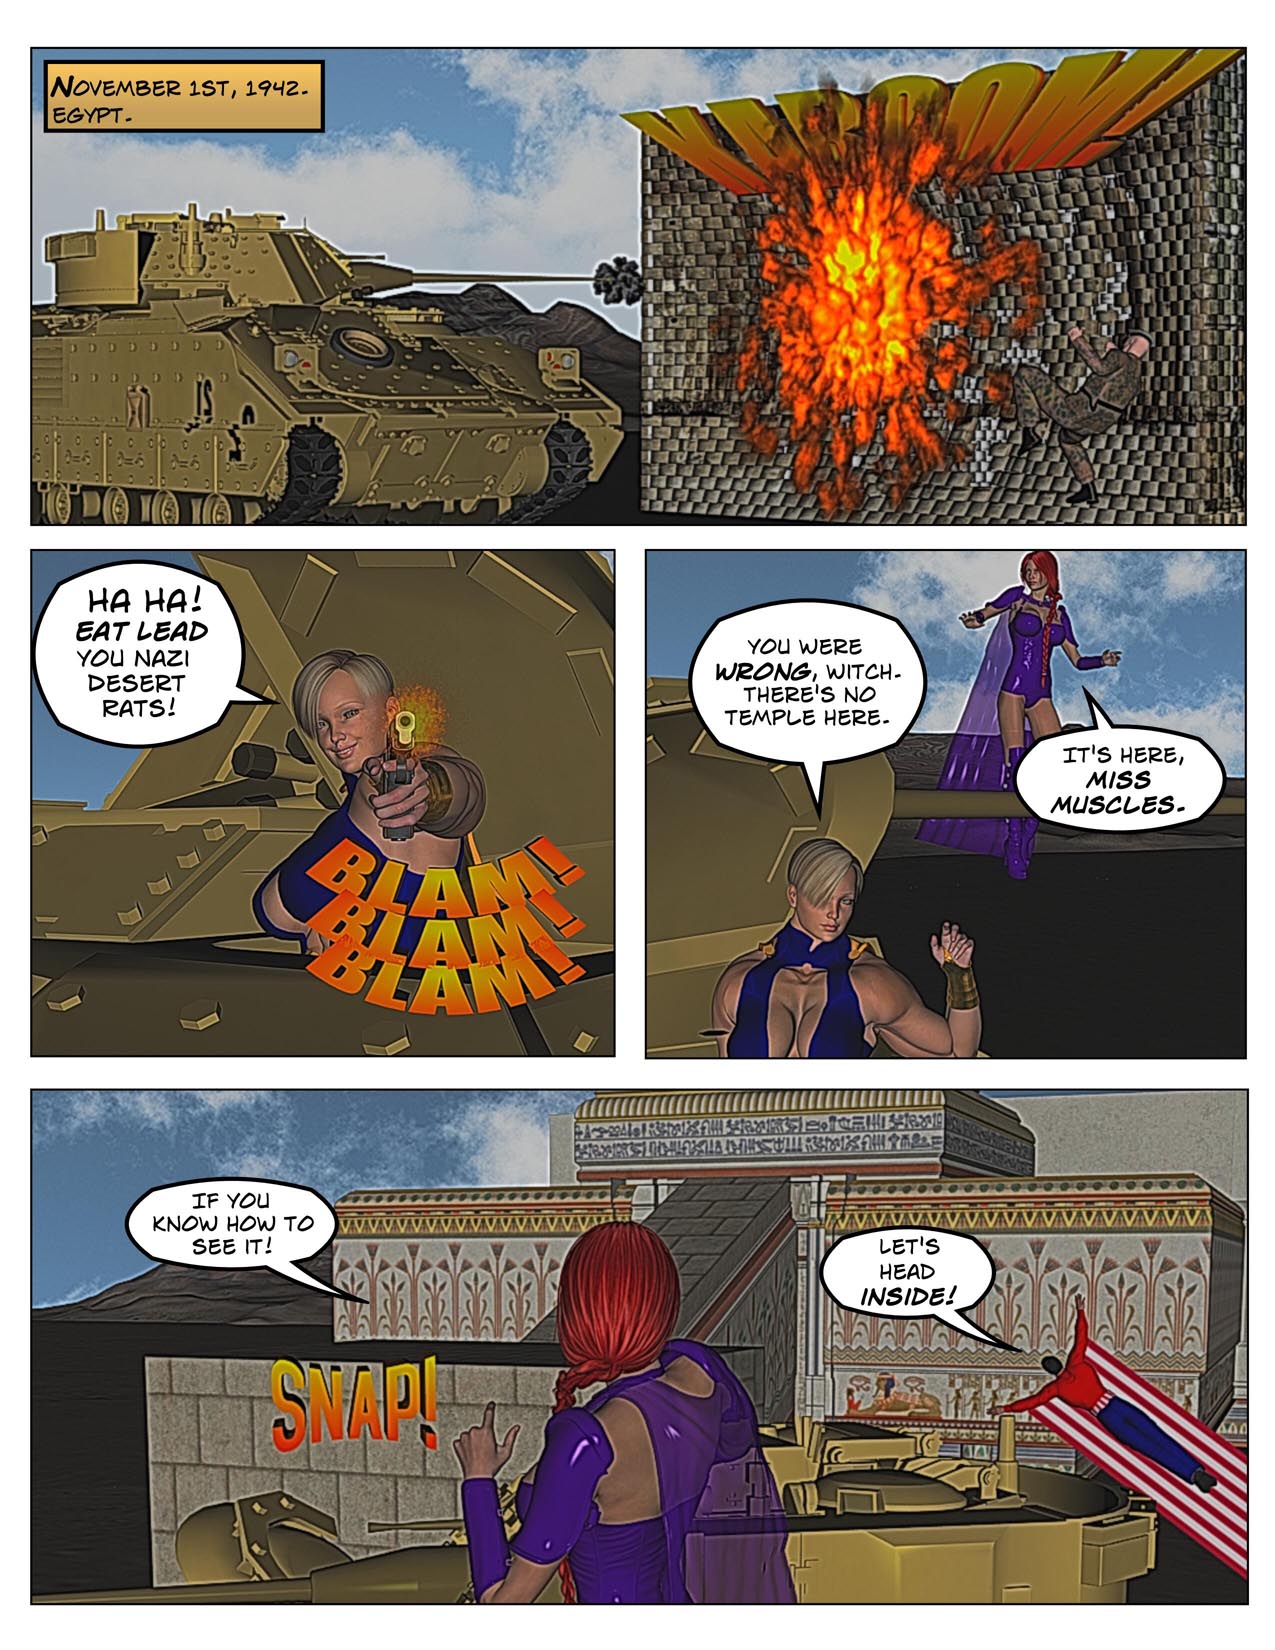 NOVEMBER 1ST, 1942.
EGYPT.
KABOOM!
HA HA!
EAT LEAD
YOU NAZI
DESERT
RATS!
BLAM!
BLAM!
BLAM!
YOU WERE
WRONG, WITCH.
THERE'S NO
TEMPLE HERE.
IT'S HERE,
MISS
MUSCLES.
IF YOU
KNOW HOW TO
SEE IT!
SNAP!
LET'S
HEAD
INSIDE!